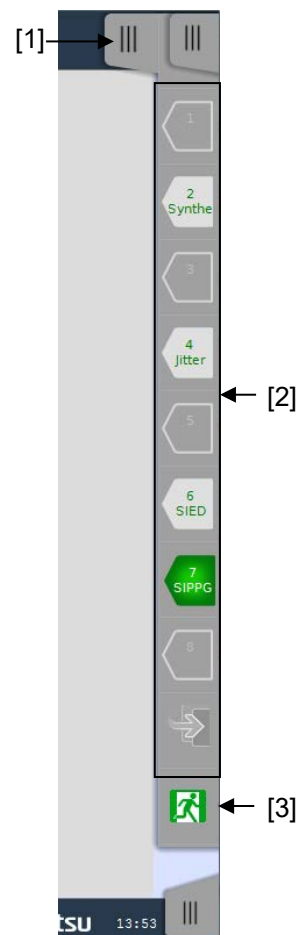 [1]
1
2
Synthe
3
4
Jitter
[2]
5
6
SIED
7
SIPPG
8
[3]
tsu 13:53